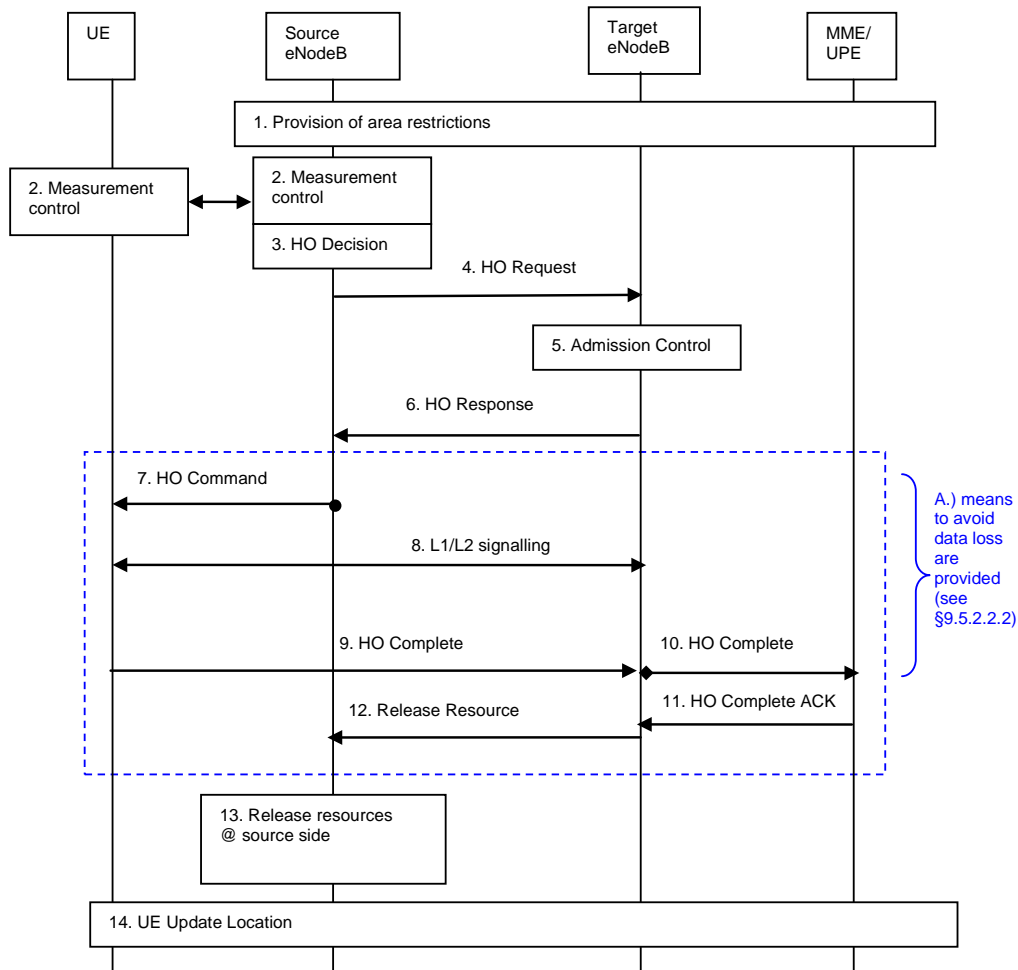 UE
Source
eNodeB
Target
eNodeB
MME/
UPE
1. Provision of area restrictions
2. Measurement
control
2. Measurement
control
3. HO Decision
4. HO Request
5. Admission Control
6. HO Response
7. HO Command
8. L1/L2 signalling
A.) means
to avoid
data loss
are
provided
(see
§9.5.2.2.2)
9. HO Complete
10. HO Complete
11. HO Complete ACK
12. Release Resource
13. Release resources
@ source side
14. UE Update Location